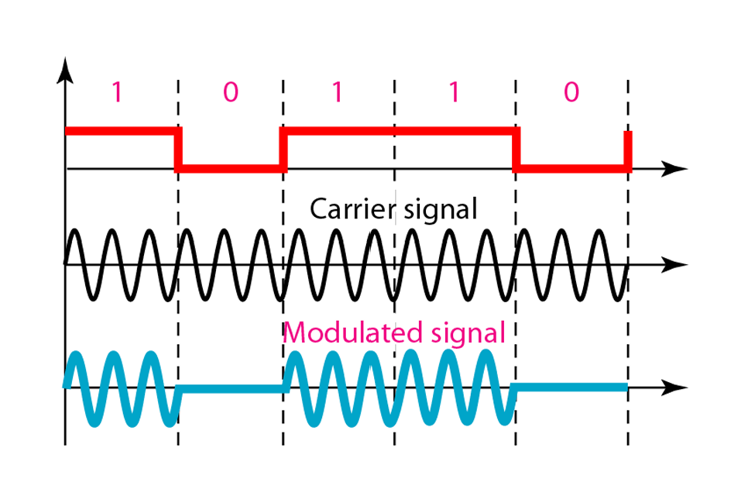 1 0 1 1 0
Carrier signal
Modulated signal